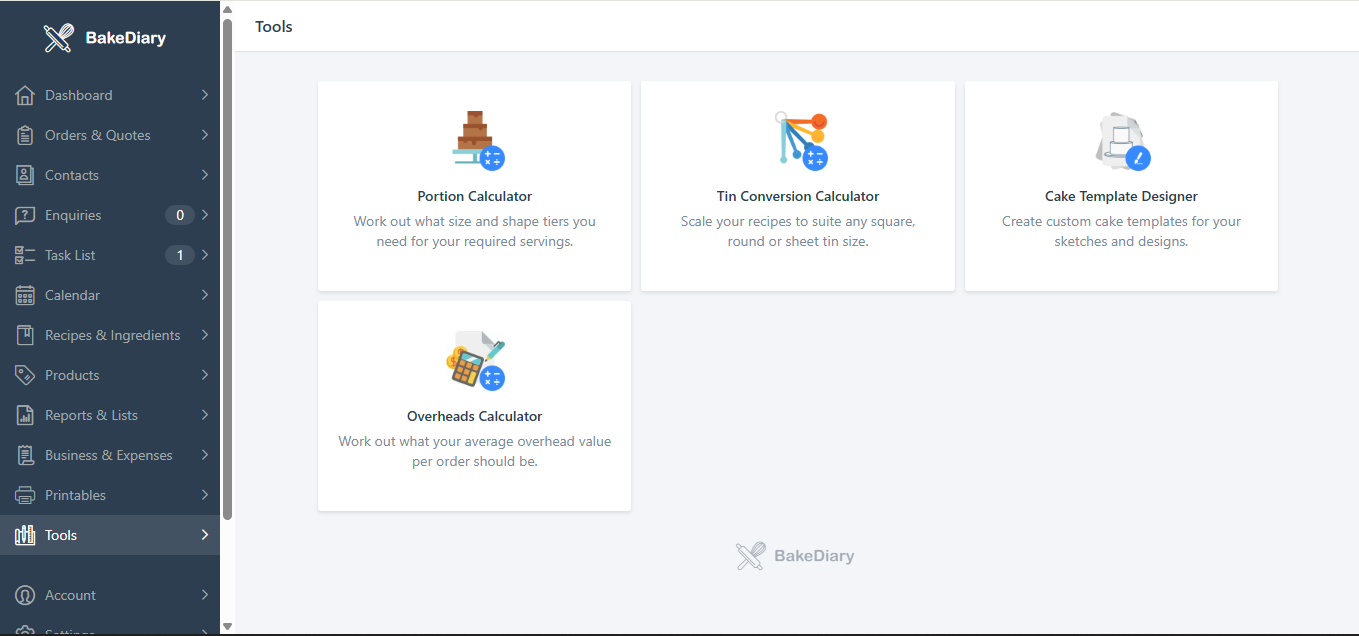 BakeDiary
Dashboard
Orders & Quotes
Contacts
Enquiries 0
Task List 1
Calendar
Recipes & Ingredients
Products
Reports & Lists
Business & Expenses
Printables
Tools
Account
Settings
Tools
Portion Calculator
Work out what size and shape tiers you
need for your required servings.
Tin Conversion Calculator
Scale your recipes to suite any square,
round or sheet tin size.
Cake Template Designer
Create custom cake templates for your
sketches and designs.
Overheads Calculator
Work out what your average overhead value
per order should be.
BakeDiary